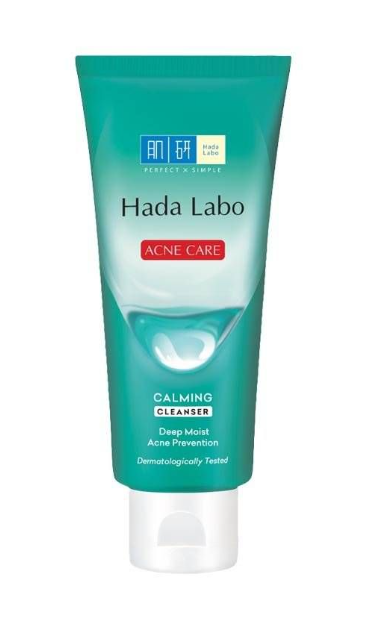 肌研
Hada
Labo
PERFECT × SIMPLE
Hada Labo
ACNE CARE
CALMING
CLEANSER
Deep Moist
Acne Prevention
Dermatologically Tested